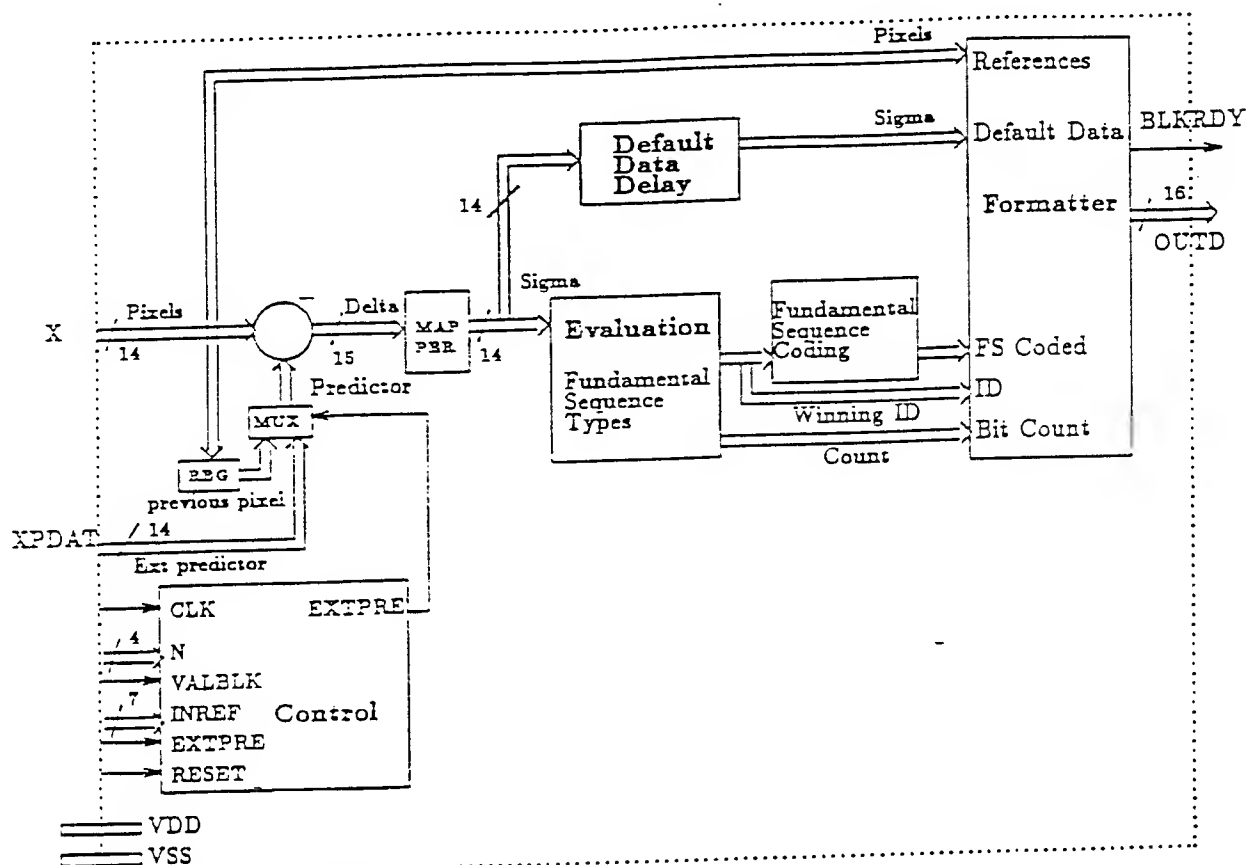 Pixels
References
Sigma
Default
Data
Delay
Default Data
BLKRDY
14
Formatter
16
OUTD
Sigma
X
Pixels
14
−
Delta
15
MAP
PER
14
Evaluation
Fundamental
Sequence
Types
Fundamental
Sequence
Coding
FS Coded
ID
Winning ID
Bit Count
Count
Predictor
MUX
REG
previous pixel
XPDAT
14
Ext predictor
CLK
EXTPRE
4
N
VALBLK
7
INREF
Control
EXTPRE
RESET
VDD
VSS